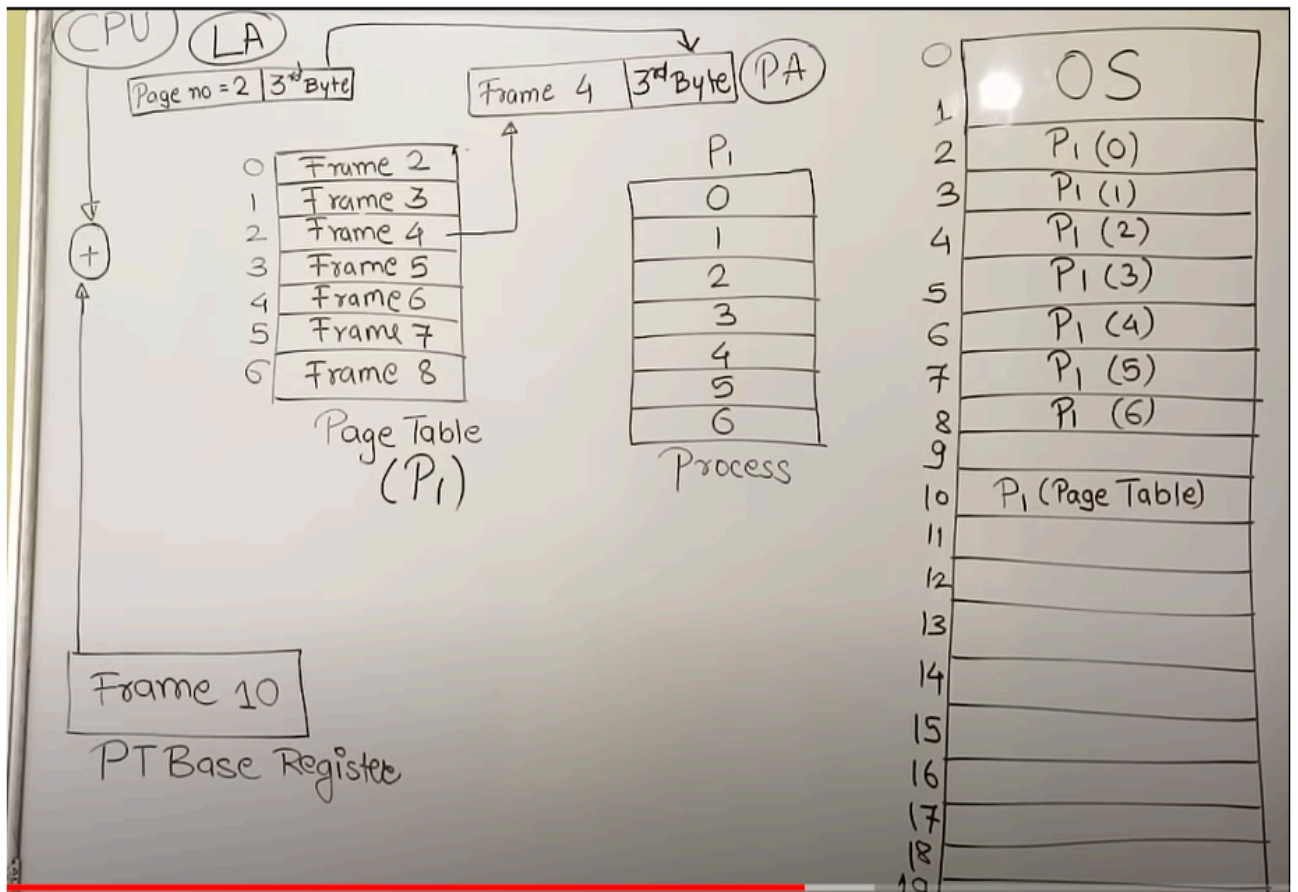 CPU
LA
Page no = 2 3rd Byte
Frame 4 3rd Byte
PA
0 Frame 2
1 Frame 3
2 Frame 4
3 Frame 5
4 Frame 6
5 Frame 7
6 Frame 8
Page Table
(P1)
+
Frame 10
PT Base Register
P1
0
1
2
3
4
5
6
Process
0 OS
1
2 P1 (0)
3 P1 (1)
4 P1 (2)
5 P1 (3)
6 P1 (4)
7 P1 (5)
8 P1 (6)
9
10 P1 (Page Table)
11
12
13
14
15
16
17
18
19